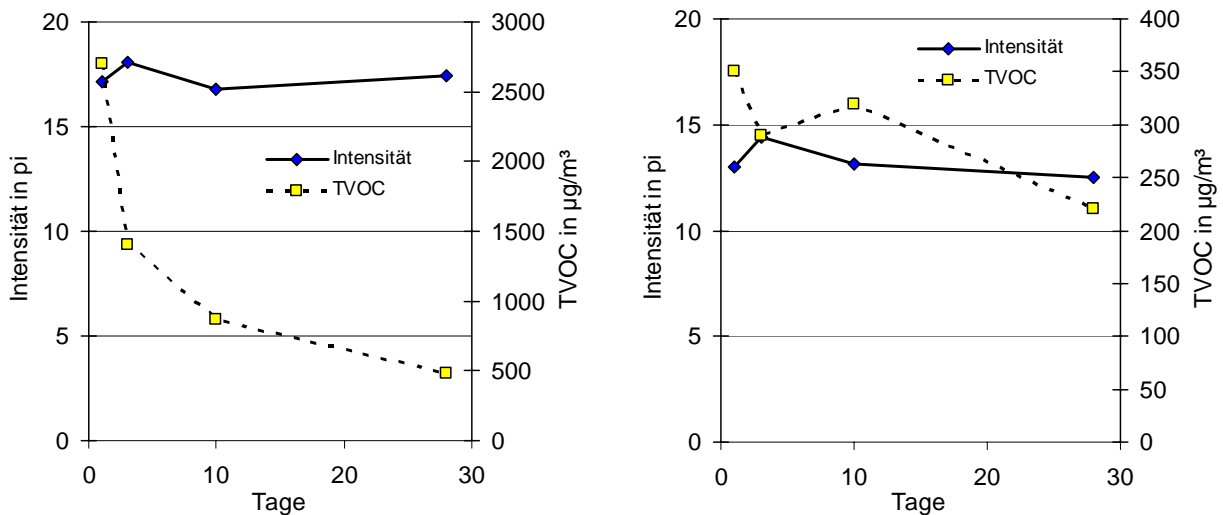 Intensität in pi
20
15
10
5
0
Intensität
TVOC
3000
2500
2000
1500
1000
500
0
TVOC in µg/m³
0 10 20 30
Tage
Intensität in pi
20
15
10
5
0
Intensität
TVOC
400
350
300
250
200
150
100
50
0
TVOC in µg/m³
0 10 20 30
Tage